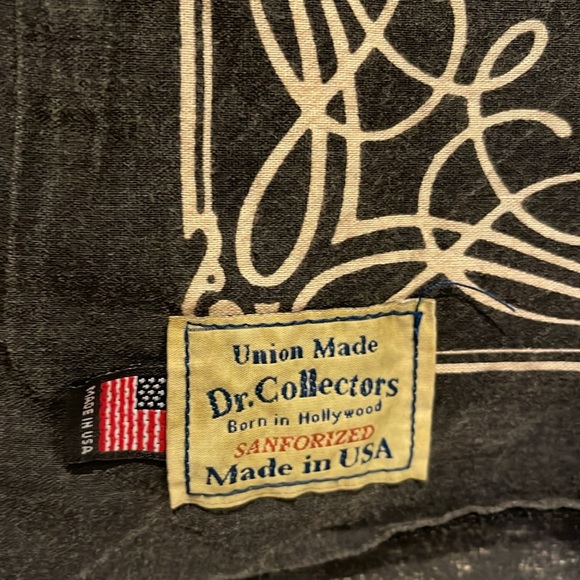 Union Made
Dr. Collectors
Born in Hollywood
SANFORIZED
Made in USA
MADE IN USA